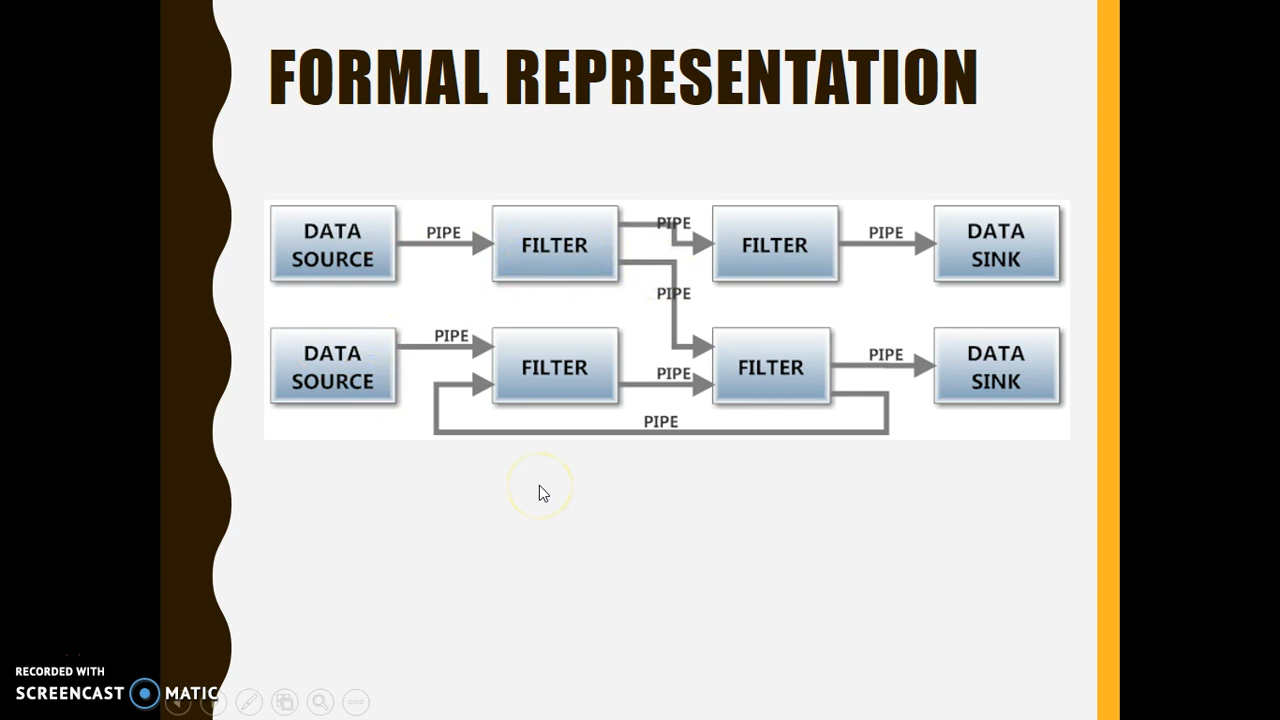 FORMAL REPRESENTATION
DATA SOURCE
PIPE
FILTER
PIPE
FILTER
PIPE
DATA SINK
PIPE
DATA SOURCE
PIPE
FILTER
PIPE
FILTER
PIPE
DATA SINK
PIPE
RECORDED WITH
SCREENCAST MATIC